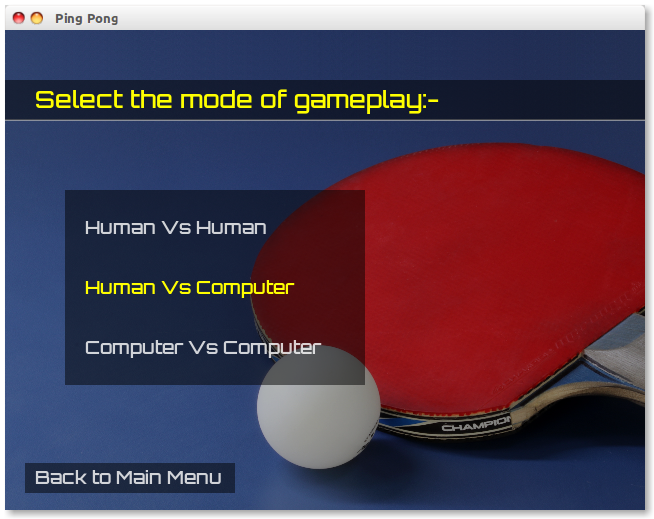 Ping Pong
Select the mode of gameplay:-
Human Vs Human
Human Vs Computer
Computer Vs Computer
CHAMPION
Back to Main Menu